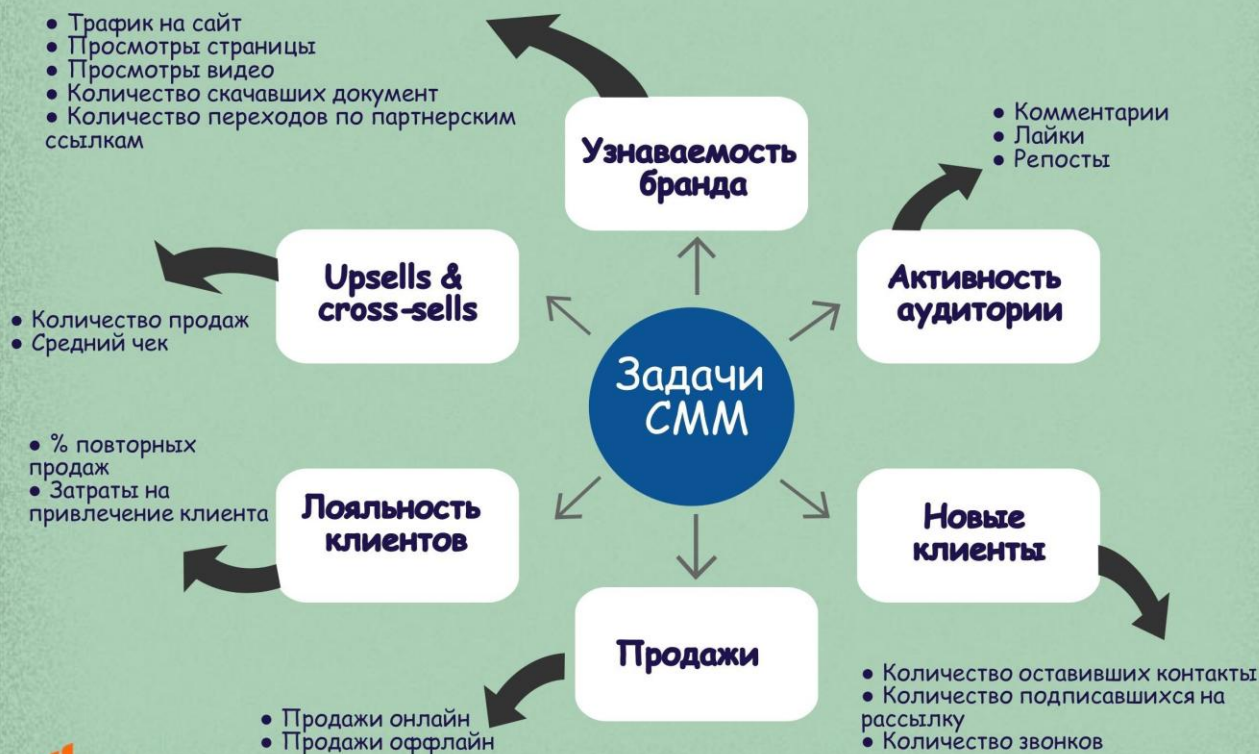 ● Трафик на сайт
● Просмотры страницы
● Просмотры видео
● Количество скачавших документ
● Количество переходов по партнерским
ссылкам
Узнаваемость
бранда
● Комментарии
● Лайки
● Репосты
Upsells &
cross-sells
Активность
аудитории
● Количество продаж
● Средний чек
Задачи
СММ
● % повторных
продаж
● Затраты на
привлечение клиента
Лояльность
клиентов
Новые
клиенты
Продажи
● Количество оставивших контакты
● Количество подписавшихся на
рассылку
● Количество звонков
● Продажи онлайн
● Продажи оффлайн